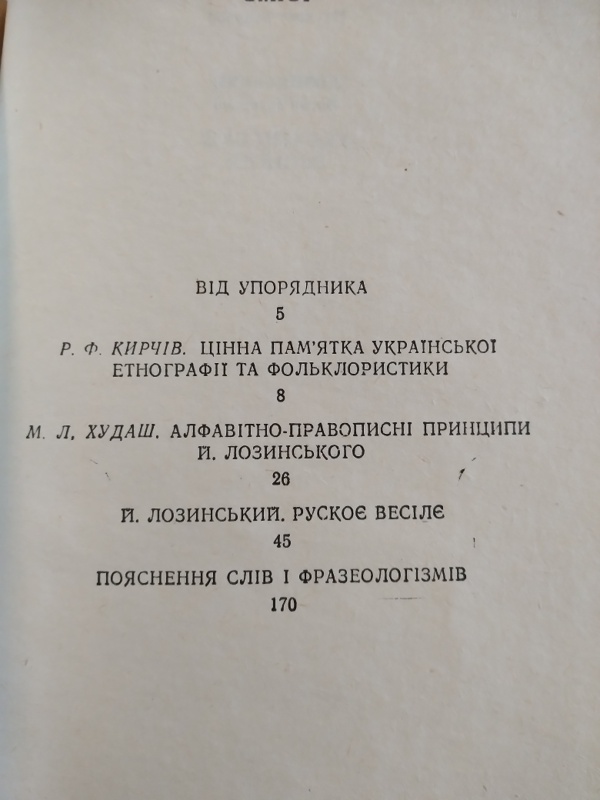 ВІД УПОРЯДНИКА
5
Р. Ф. КИРЧІВ. ЦІННА ПАМ'ЯТКА УКРАЇНСЬКОЇ
ЕТНОГРАФІЇ ТА ФОЛЬКЛОРИСТИКИ
8
М. Л. ХУДАШ. АЛФАВІТНО-ПРАВОПИСНІ ПРИНЦИПИ
Й. ЛОЗИНСЬКОГО
26
Й. ЛОЗИНСЬКИЙ. РУСКОЄ ВЕСІЛЄ
45
ПОЯСНЕННЯ СЛІВ І ФРАЗЕОЛОГІЗМІВ
170